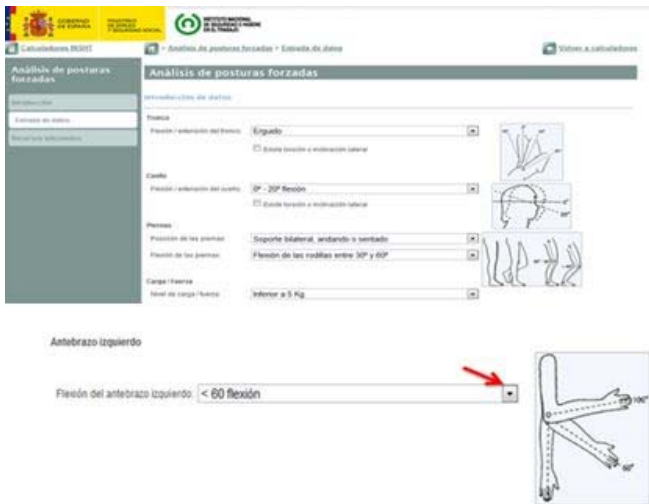 GOBIERNO DE ESPAÑA
MINISTERIO DE EMPLEO Y SEGURIDAD SOCIAL
INSTITUTO NACIONAL DE SEGURIDAD E HIGIENE EN EL TRABAJO
Calculadores INSHT
> Análisis de posturas forzadas > Entrada de datos
Volver a calculadores
Análisis de posturas forzadas
Introducción
Entrada de datos
Análisis de posturas forzadas
Introducción de datos
Tronco
Flexión / extensión del tronco: Erguido
Existe torsión o inclinación lateral
Cuello
Flexión / extensión del cuello: 0º - 20º flexión
Existe torsión o inclinación lateral
Piernas
Posición de las piernas: Soporte bilateral, andando o sentado
Flexión de las piernas: Flexión de las rodillas entre 30º y 60º
Carga / Fuerza
Nivel de carga / fuerza: Inferior a 5 Kg
Antebrazo izquierdo
Flexión del antebrazo izquierdo: < 60 flexión
100°
60°